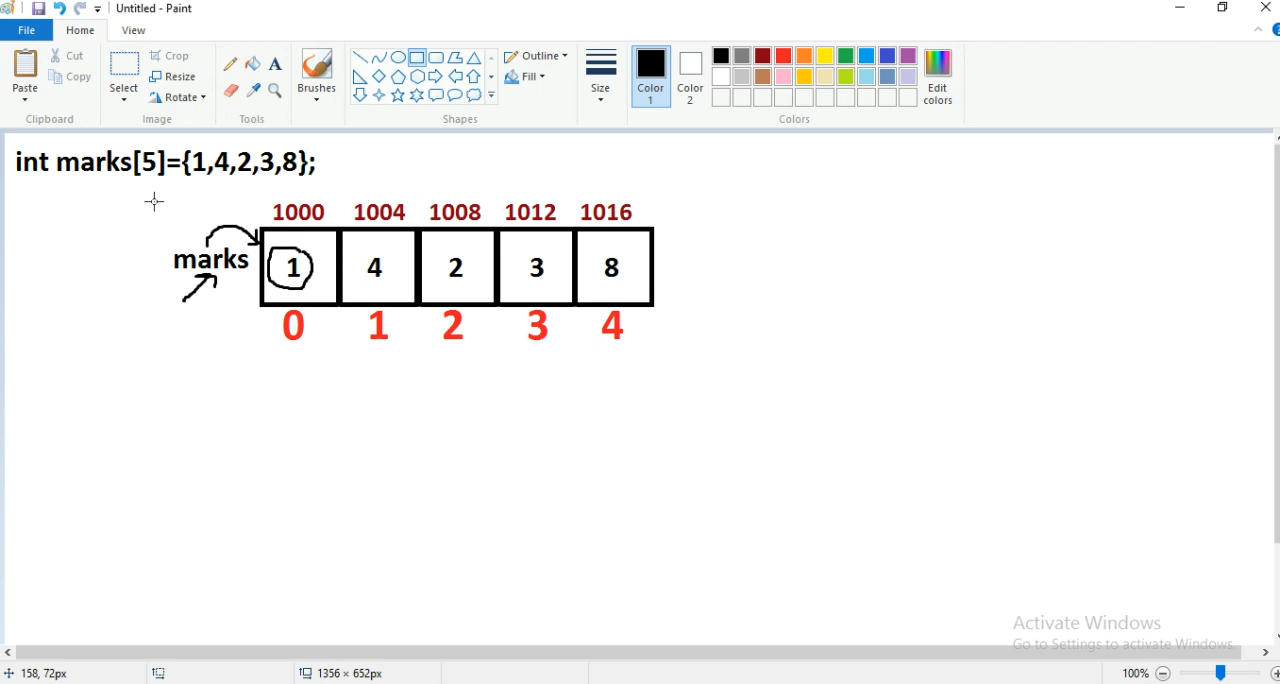 Untitled - Paint
File Home View
Paste
Cut
Copy
Clipboard
Select
Crop
Resize
Rotate
Image
Tools
Brushes
Shapes
Outline
Fill
Size
Color 1
Color 2
Edit colors
Colors
int marks[5]={1,4,2,3,8};
1000 1004 1008 1012 1016
marks 1 4 2 3 8
0 1 2 3 4
Activate Windows
Go to Settings to activate Windows.
158, 72px 1356 × 652px 100%